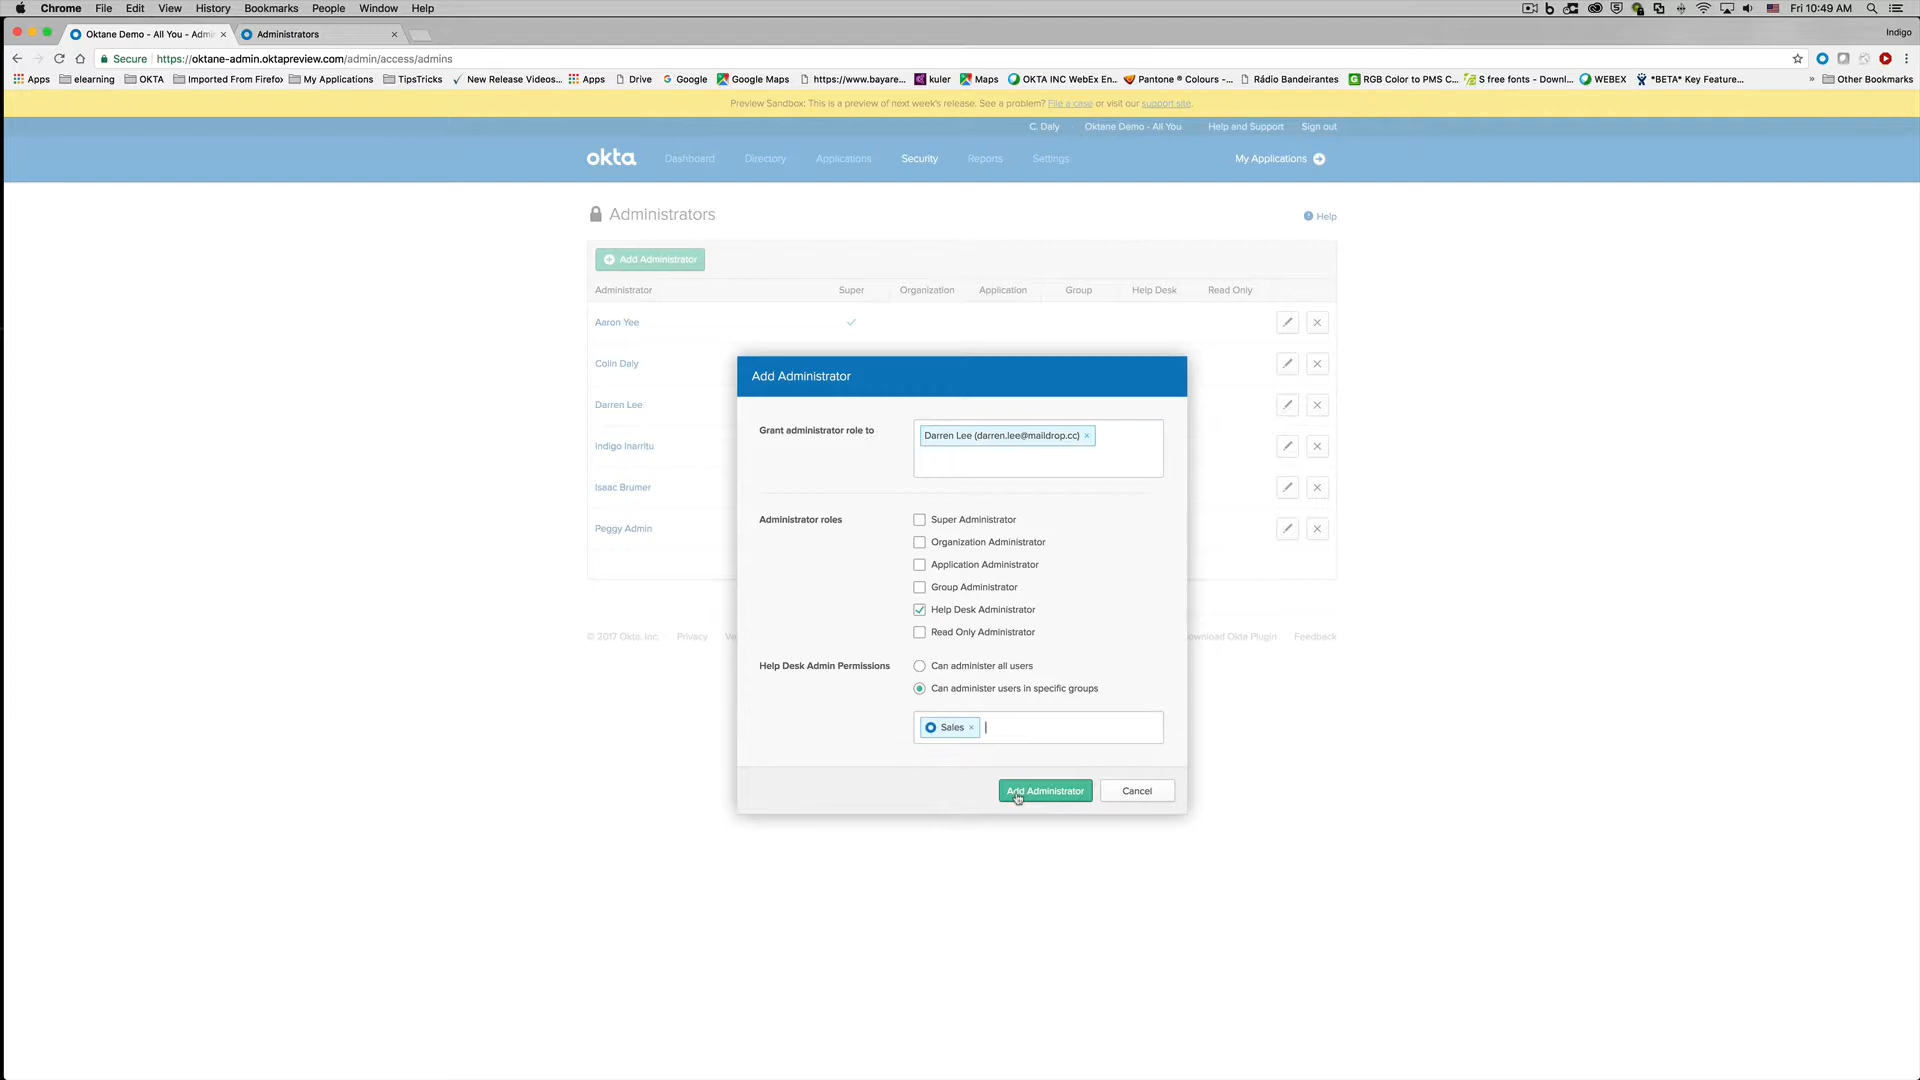 Chrome File Edit View History Bookmarks People Window Help Fri 10:49 AM
Oktane Demo - All You - Admin Administrators Indigo
Secure https://oktane-admin.oktapreview.com/admin/access/admins
Apps elearning OKTA Imported From Firefox My Applications TipsTricks New Release Videos... Apps Drive Google Google Maps https://www.bayare... kuler Maps OKTA INC WebEx En.. Pantone ® Colours -... Rádio Bandeirantes RGB Color to PMS C... S free fonts - Downl... WEBEX *BETA* Key Feature... » Other Bookmarks
Preview Sandbox: This is a preview of next week's release. See a problem? File a case or visit our support site.
C. Daly Oktane Demo - All You Help and Support Sign out
okta Dashboard Directory Applications Security Reports Settings My Applications
Administrators
Help
Add Administrator
Administrator Super Organization Application Group Help Desk Read Only
Aaron Yee
Colin Daly
Darren Lee
Indigo Inarritu
Isaac Brumer
Peggy Admin
Add Administrator
Grant administrator role to Darren Lee (darren.lee@maildrop.cc) ×
Administrator roles Super Administrator
Organization Administrator
Application Administrator
Group Administrator
Help Desk Administrator
Read Only Administrator
Help Desk Admin Permissions Can administer all users
Can administer users in specific groups
Sales ×
Add Administrator Cancel
© 2017 Okta, Inc. Privacy Okta Plugin Feedback